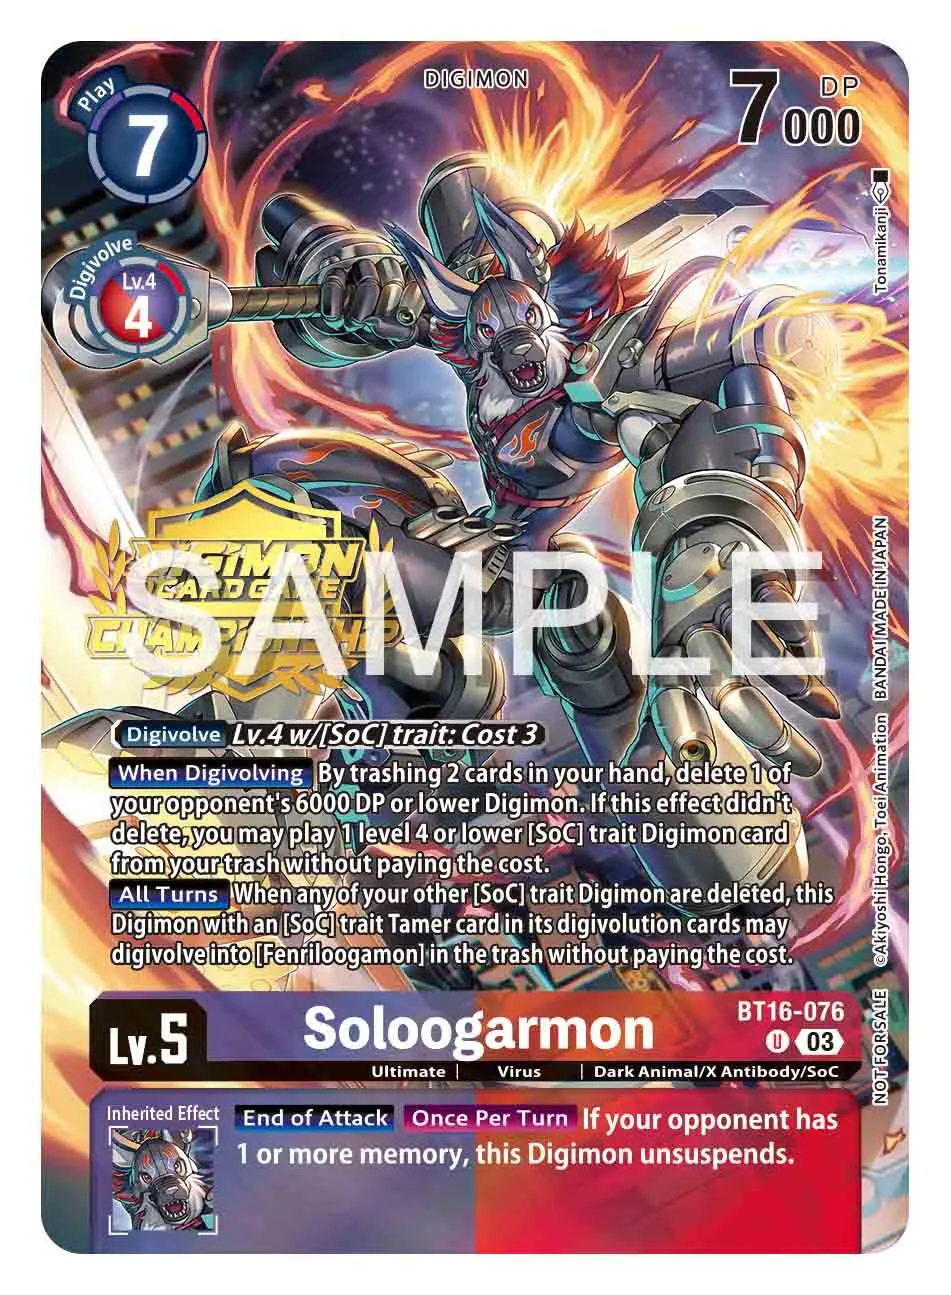 Play
7
DIGIMON
DP
7000
Digivolve
Lv.4
4
Tonamikanji
DIGIMON
CARD GAME
CHAMPIONSHIP
SAMPLE
Digivolve Lv.4 w/[SoC] trait: Cost 3
When Digivolving By trashing 2 cards in your hand, delete 1 of
your opponent's 6000 DP or lower Digimon. If this effect didn't
delete, you may play 1 level 4 or lower [SoC] trait Digimon card
from your trash without paying the cost.
All Turns When any of your other [SoC] trait Digimon are deleted, this
Digimon with an [SoC] trait Tamer card in its digivolution cards may
digivolve into [Fenriloogamon] in the trash without paying the cost.
©Akiyoshi Hongo, Toei Animation BANDAI MADE IN JAPAN
NOT FOR SALE
Lv.5
Soloogarmon
BT16-076
U 03
Ultimate | Virus | Dark Animal/X Antibody/SoC
Inherited Effect
End of Attack Once Per Turn If your opponent has
1 or more memory, this Digimon unsuspends.